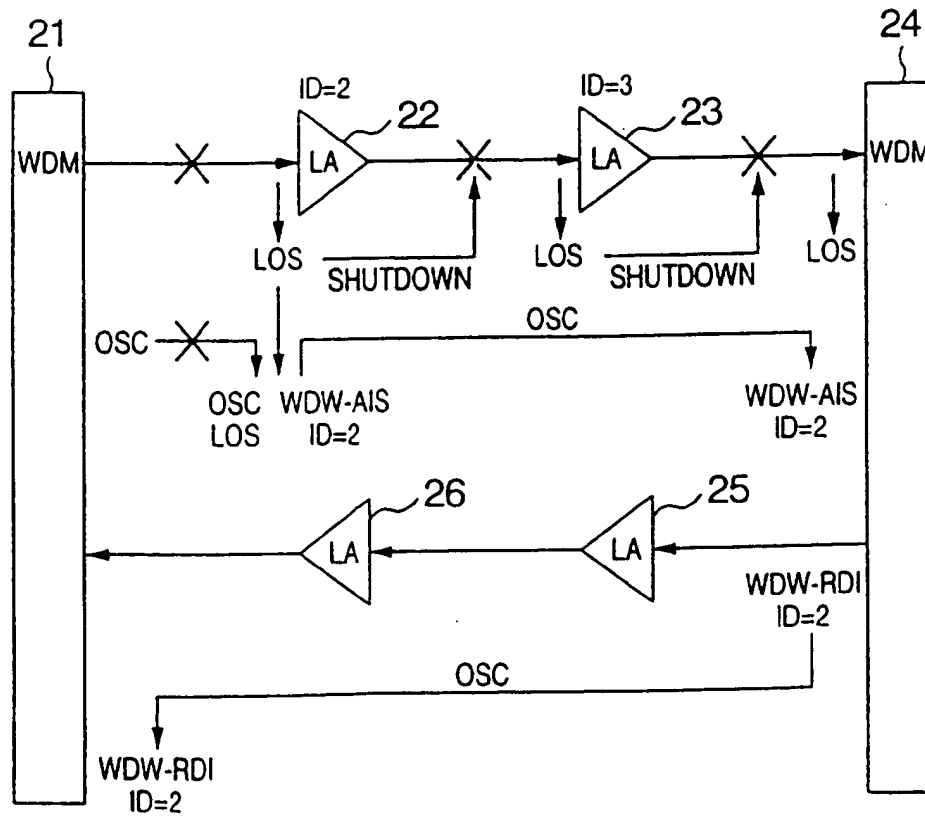 21
24
ID=2
ID=3
22
23
WDM
LA
LA
WDM
LOS
SHUTDOWN
LOS
SHUTDOWN
LOS
OSC
OSC
OSC
LOS
WDW-AIS
ID=2
WDW-AIS
ID=2
26
25
LA
LA
WDW-RDI
ID=2
OSC
WDW-RDI
ID=2